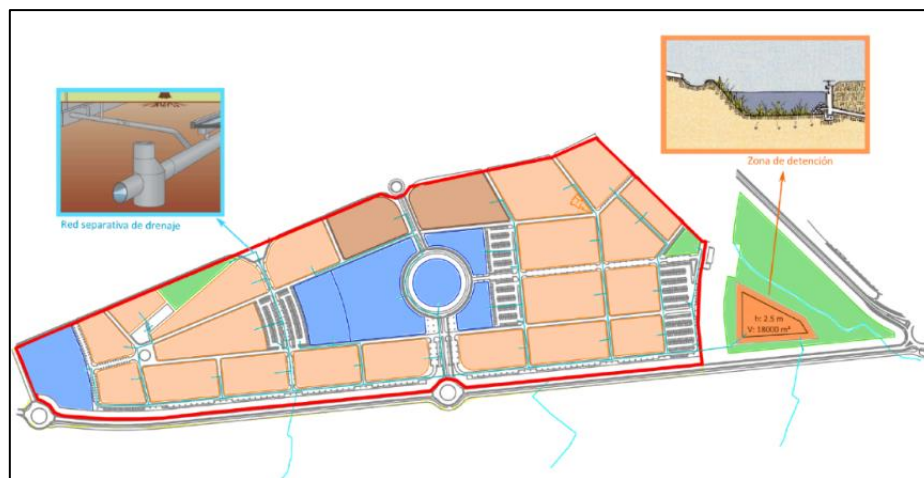 Red separativa de drenaje
Zona de detención
h: 2.5 m
V: 18000 m³